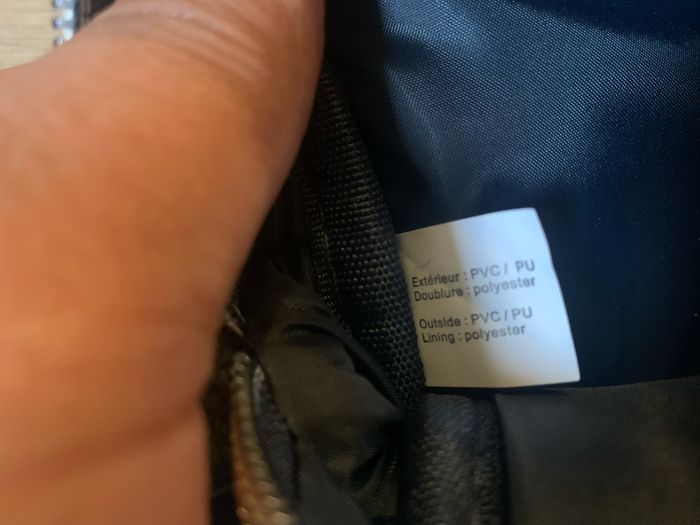 Extérieur : PVC / PU
Doublure : polyester
Outside : PVC / PU
Lining : polyester